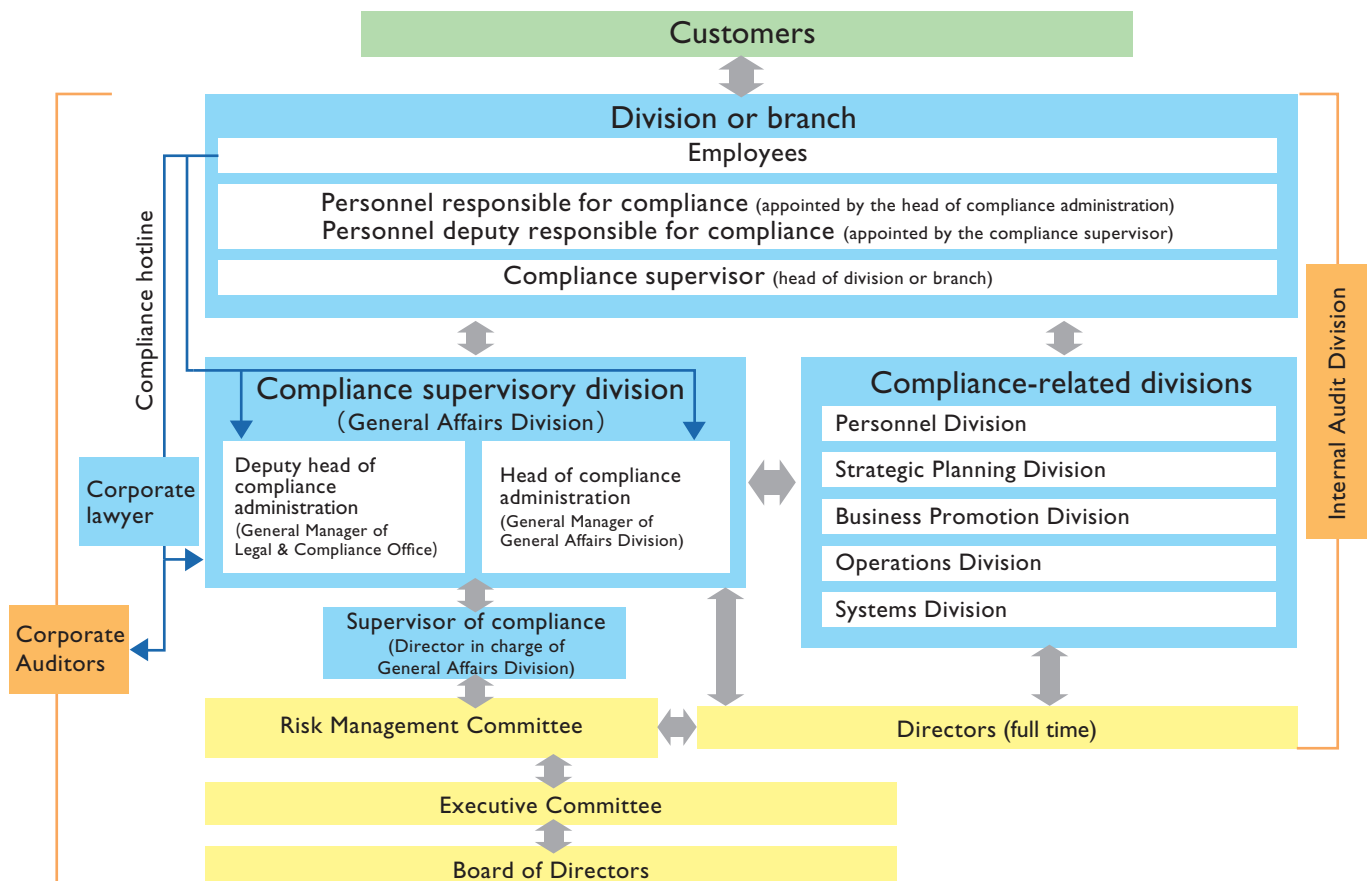 Customers
Division or branch
Employees
Personnel responsible for compliance (appointed by the head of compliance administration)
Personnel deputy responsible for compliance (appointed by the compliance supervisor)
Compliance supervisor (head of division or branch)
Compliance hotline
Internal Audit Division
Compliance supervisory division
(General Affairs Division)
Deputy head of
compliance
administration
(General Manager of
Legal & Compliance Office)
Head of compliance
administration
(General Manager of
General Affairs Division)
Compliance-related divisions
Personnel Division
Strategic Planning Division
Business Promotion Division
Operations Division
Systems Division
Corporate
lawyer
Corporate
Auditors
Supervisor of compliance
(Director in charge of
General Affairs Division)
Risk Management Committee
Directors (full time)
Executive Committee
Board of Directors